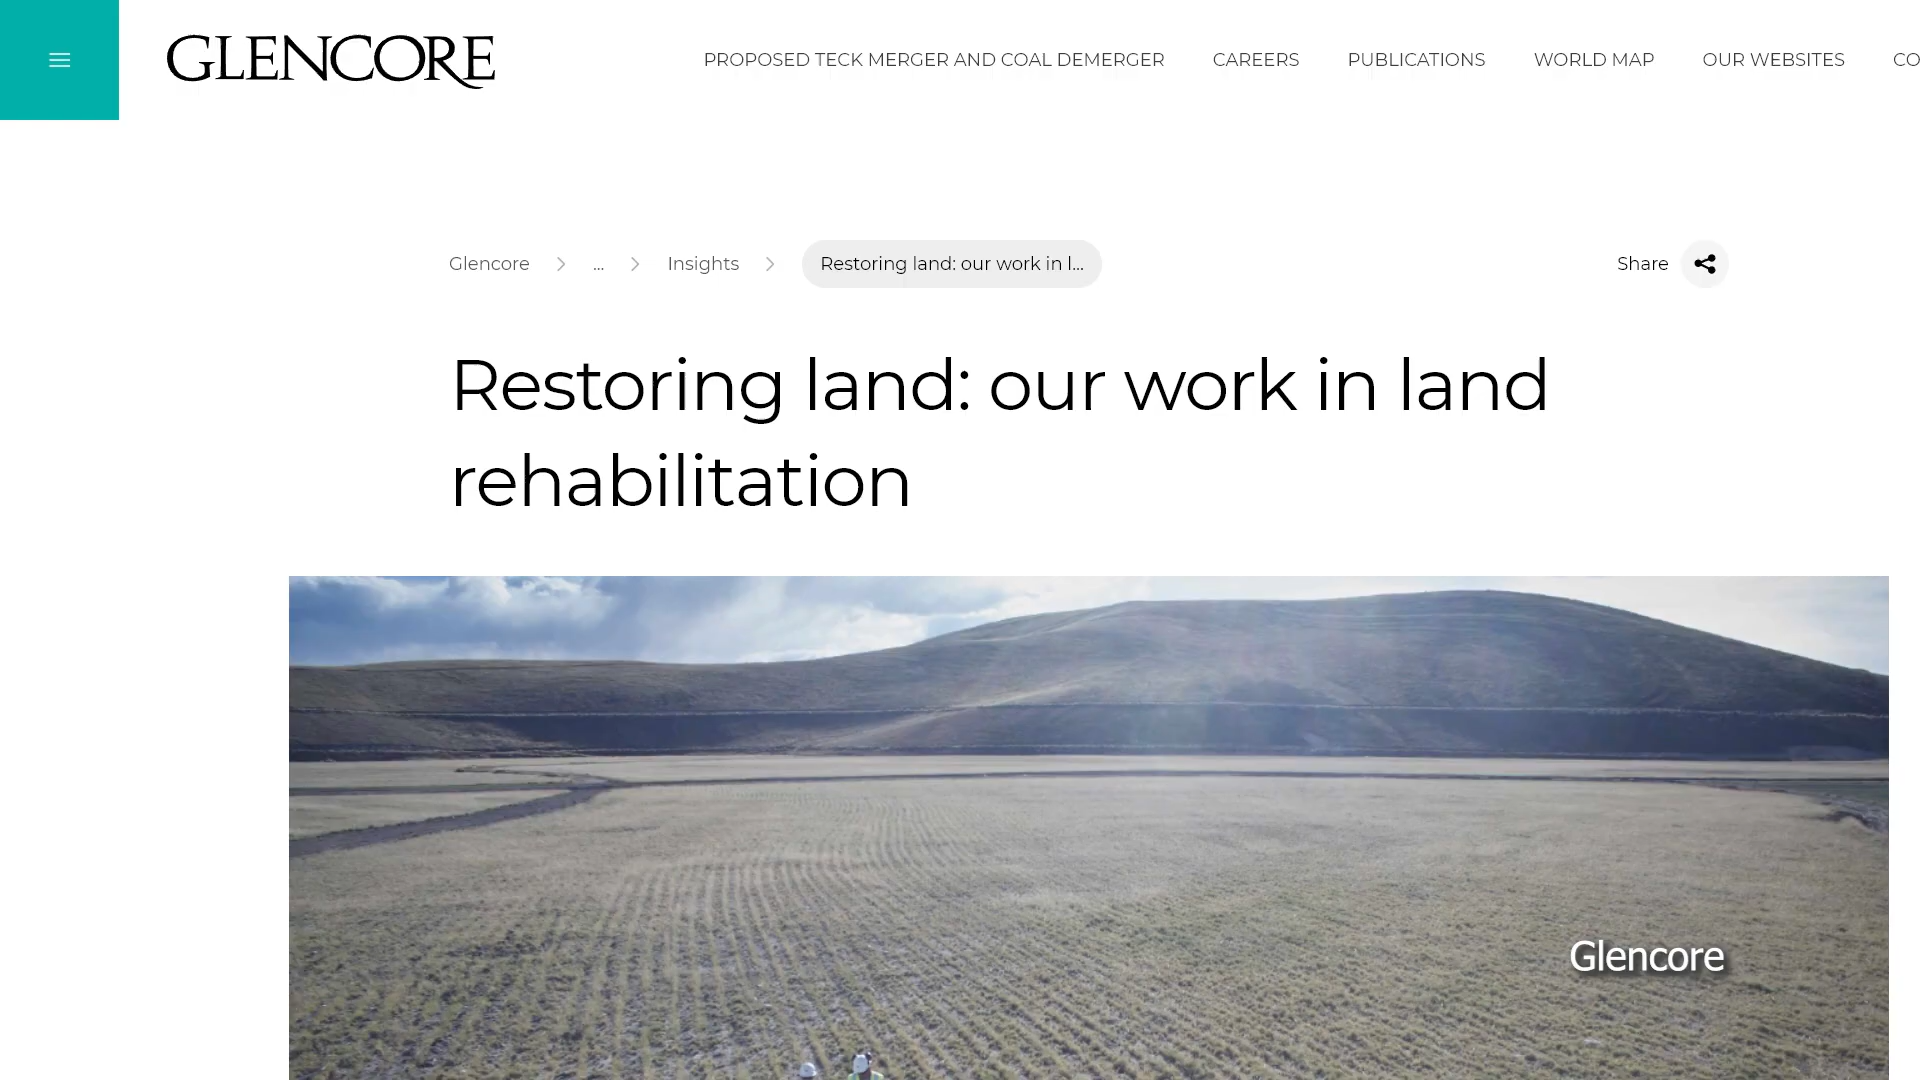 GLENCORE
PROPOSED TECK MERGER AND COAL DEMERGER
CAREERS
PUBLICATIONS
WORLD MAP
OUR WEBSITES
CO
Glencore
...
Insights
Restoring land: our work in l...
Share
Restoring land: our work in land
rehabilitation
Glencore